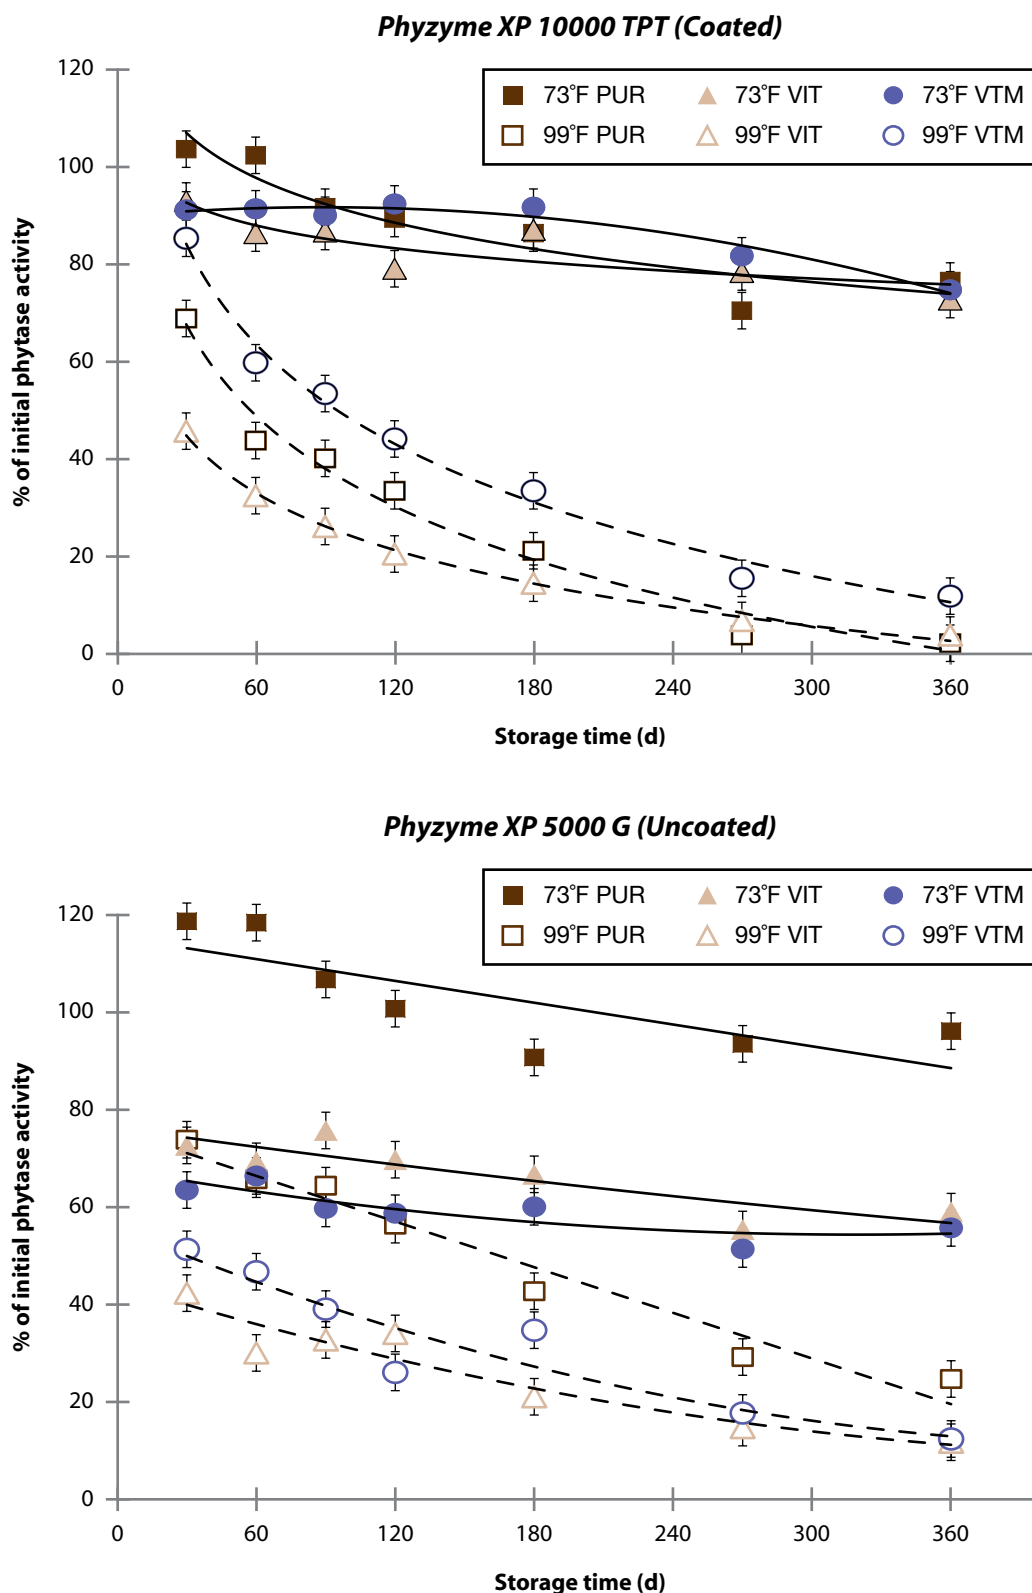 Phyzyme XP 10000 TPT (Coated)
73°F PUR 73°F VIT 73°F VTM
99°F PUR 99°F VIT 99°F VTM
120
100
80
60
40
20
0
% of initial phytase activity
0 60 120 180 240 300 360
Storage time (d)
Phyzyme XP 5000 G (Uncoated)
73°F PUR 73°F VIT 73°F VTM
99°F PUR 99°F VIT 99°F VTM
120
100
80
60
40
20
0
% of initial phytase activity
0 60 120 180 240 300 360
Storage time (d)